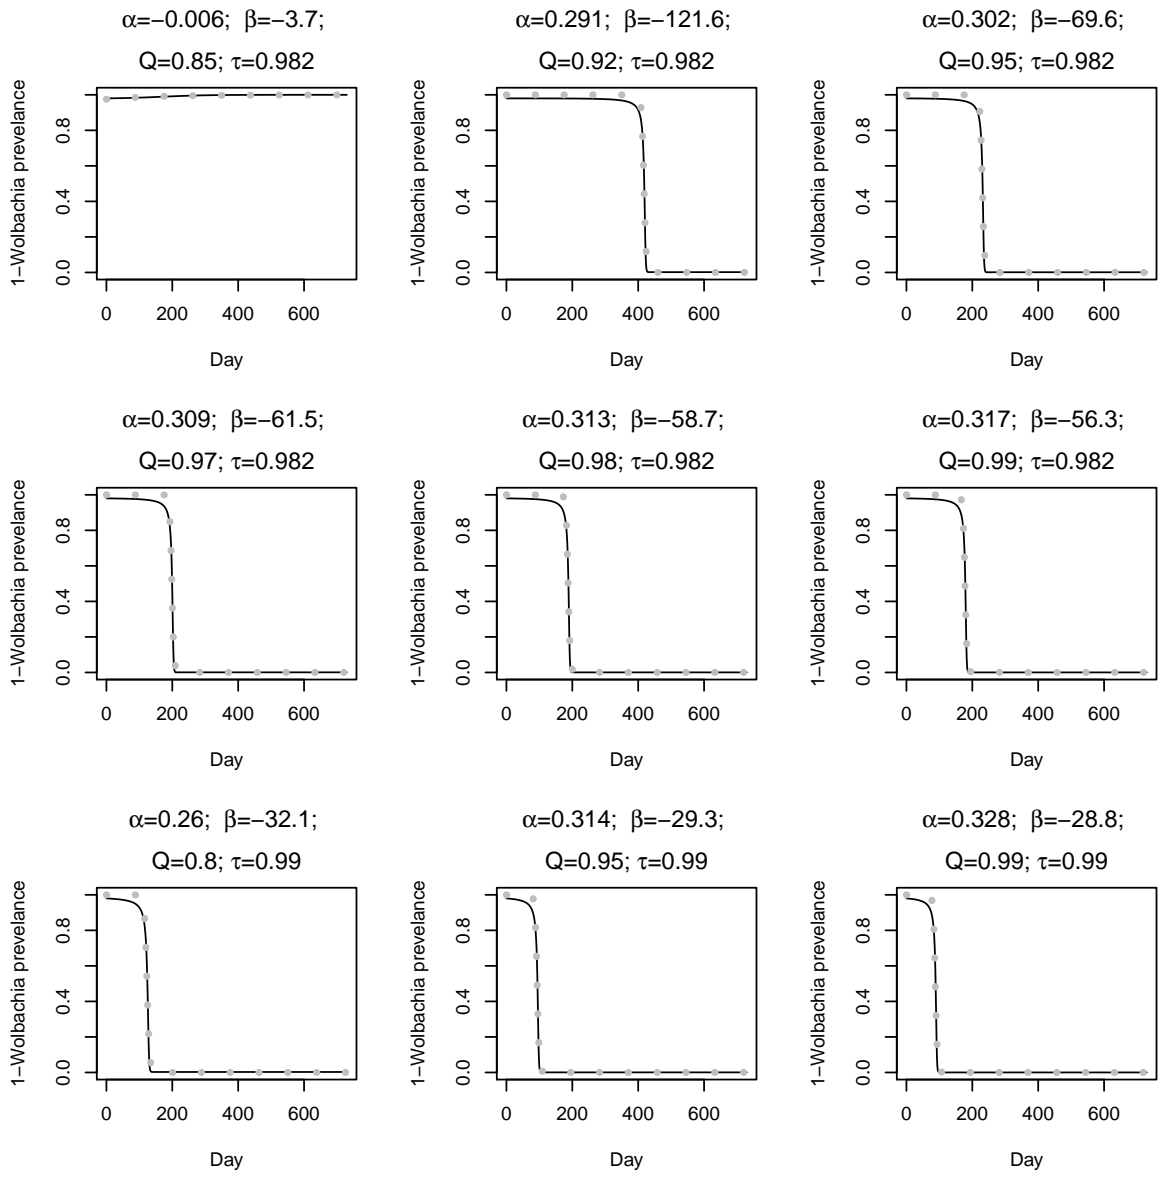 α=−0.006;  β=−3.7;
Q=0.85; τ=0.982
1−Wolbachia prevelance
0.0 0.4 0.8
0 200 400 600
Day
α=0.291;  β=−121.6;
Q=0.92; τ=0.982
1−Wolbachia prevelance
0.0 0.4 0.8
0 200 400 600
Day
α=0.302;  β=−69.6;
Q=0.95; τ=0.982
1−Wolbachia prevelance
0.0 0.4 0.8
0 200 400 600
Day
α=0.309;  β=−61.5;
Q=0.97; τ=0.982
1−Wolbachia prevelance
0.0 0.4 0.8
0 200 400 600
Day
α=0.313;  β=−58.7;
Q=0.98; τ=0.982
1−Wolbachia prevelance
0.0 0.4 0.8
0 200 400 600
Day
α=0.317;  β=−56.3;
Q=0.99; τ=0.982
1−Wolbachia prevelance
0.0 0.4 0.8
0 200 400 600
Day
α=0.26;  β=−32.1;
Q=0.8; τ=0.99
1−Wolbachia prevelance
0.0 0.4 0.8
0 200 400 600
Day
α=0.314;  β=−29.3;
Q=0.95; τ=0.99
1−Wolbachia prevelance
0.0 0.4 0.8
0 200 400 600
Day
α=0.328;  β=−28.8;
Q=0.99; τ=0.99
1−Wolbachia prevelance
0.0 0.4 0.8
0 200 400 600
Day